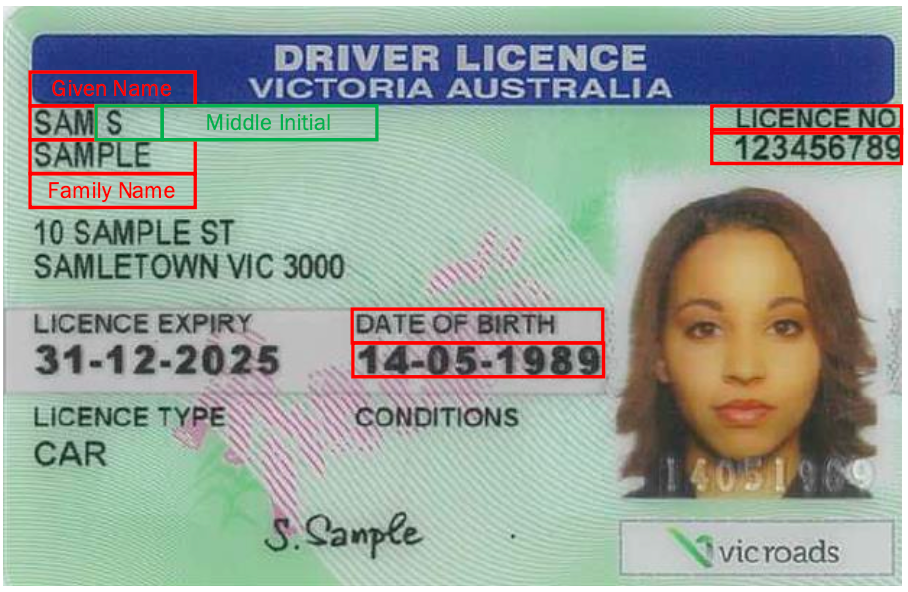 DRIVER LICENCE
VICTORIA AUSTRALIA
Given Name
SAM S
Middle Initial
LICENCE NO
SAMPLE
123456789
Family Name
10 SAMPLE ST
SAMLETOWN VIC 3000
LICENCE EXPIRY
DATE OF BIRTH
31-12-2025
14-05-1989
LICENCE TYPE
CONDITIONS
CAR
14051989
S. Sample
vic roads